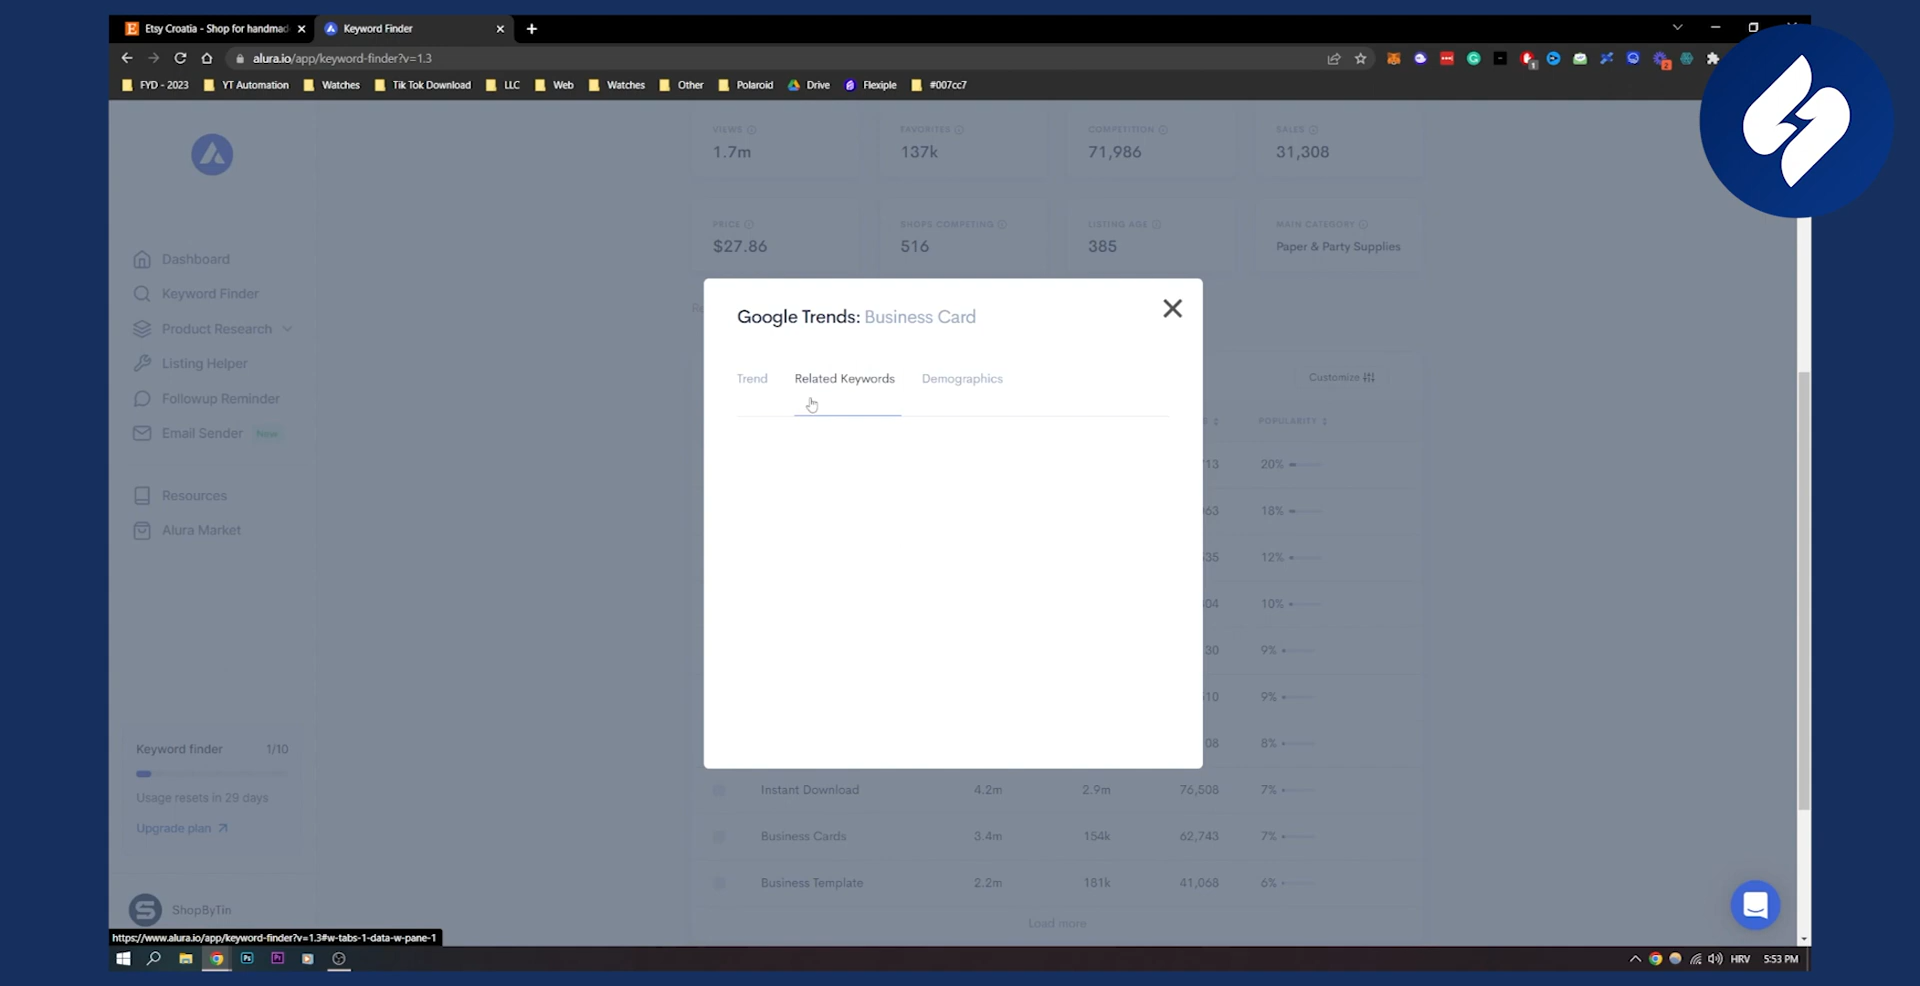 Etsy Croatia - Shop for handmad
Keyword Finder
alura.io/app/keyword-finder?v=1.3
FYD - 2023
YT Automation
Watches
Tik Tok Download
LLC
Web
Watches
Other
Polaroid
Drive
Flexiple
#007cc7
VIEWS
FAVORITES
COMPETITION
SALES
1.7m
137k
71,986
31,308
PRICE
SHOPS COMPETING
LISTING AGE
MAIN CATEGORY
$27.86
516
385
Paper & Party Supplies
Dashboard
Keyword Finder
Product Research
Listing Helper
Followup Reminder
Email Sender New
Resources
Alura Market
Google Trends: Business Card
Trend
Related Keywords
Demographics
Customize
POPULARITY
20%
18%
12%
10%
30
9%
9%
8%
Instant Download
4.2m
2.9m
76,508
7%
Business Cards
3.4m
154k
62,743
7%
Business Template
2.2m
181k
41,068
6%
Load more
Keyword finder
1/10
Usage resets in 29 days
Upgrade plan
ShopByTin
https://www.alura.io/app/keyword-finder?v=1.3#w-tabs-1-data-w-pane-1
Ps
Pr
HRV
5:53 PM